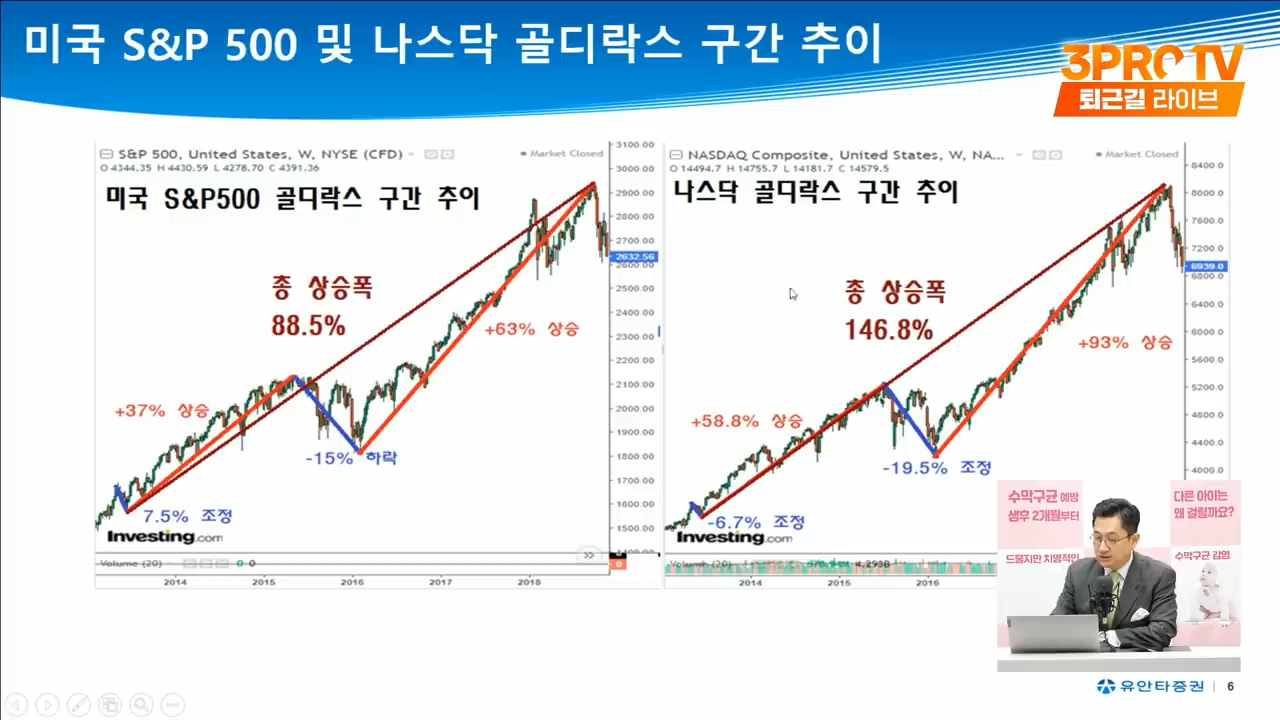 미국 S&P 500 및 나스닥 골디락스 구간 추이
3PRO TV
퇴근길 라이브
S&P 500, United States, W, NYSE (CFD)
Market Closed
O 4344.35 H 4430.59 L 4278.70 C 4391.36
미국 S&P500 골디락스 구간 추이
총 상승폭
88.5%
+63% 상승
+37% 상승
-15% 하락
7.5% 조정
Investing.com
Volume (20)
0 0
3100.00
3000.00
2900.00
2800.00
2700.00
2632.56
2600.00
2500.00
2400.00
2300.00
2200.00
2100.00
2000.00
1900.00
1800.00
1700.00
1600.00
1500.00
1400.00
0
2014 2015 2016 2017 2018
NASDAQ Composite, United States, W, NA...
Market Closed
O 14494.7 H 14755.7 L 14181.7 C 14579.5
나스닥 골디락스 구간 추이
총 상승폭
146.8%
+93% 상승
+58.8% 상승
-19.5% 조정
-6.7% 조정
Investing.com
Volume (20)
4.293B
8400.0
8000.0
7600.0
7200.0
6939.0
6800.0
6400.0
6000.0
5600.0
5200.0
4800.0
4400.0
4000.0
2014 2015 2016
수막구균 예방
생후 2개월부터
드물지만 치명적인
다른 아이는
왜 걸릴까요?
수막구균 감염
유안타증권 | 6